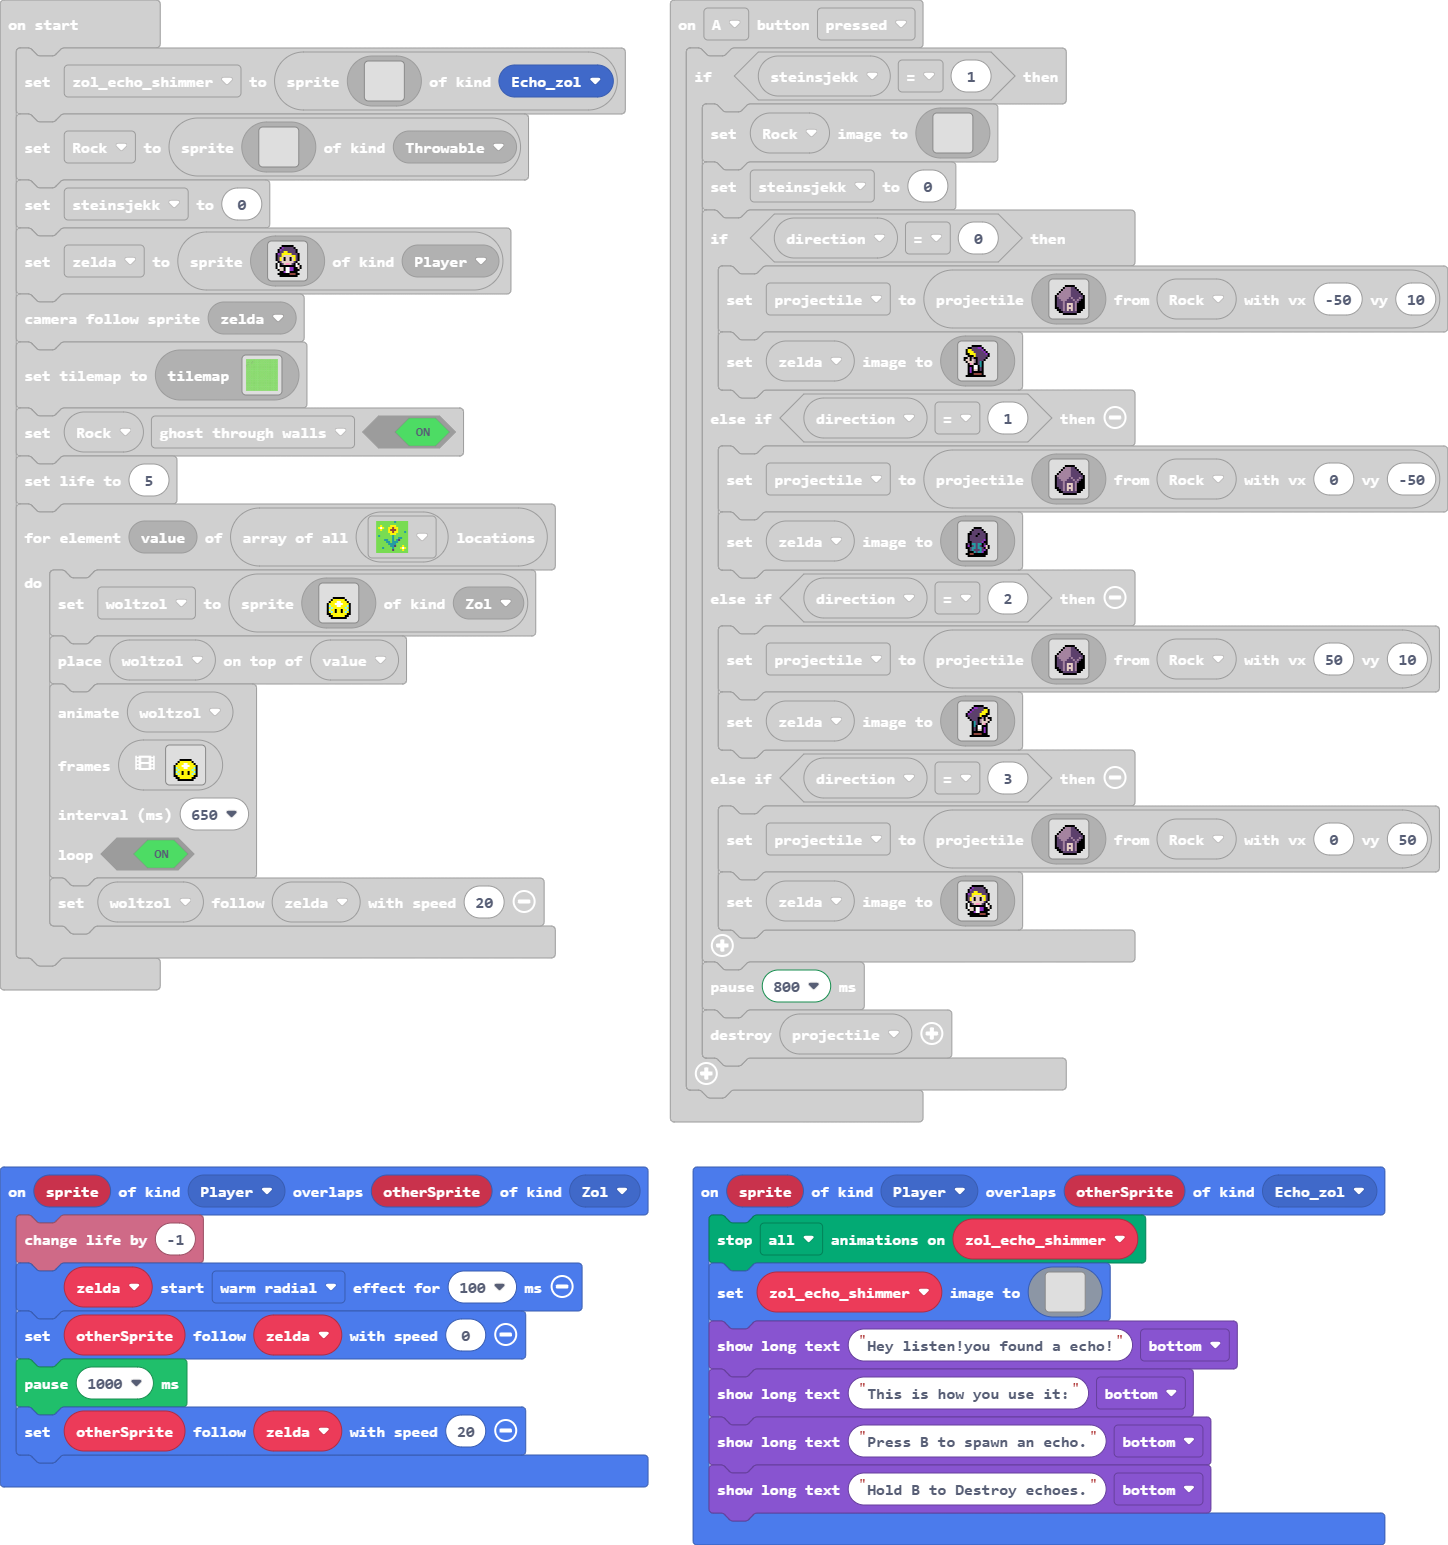 on start
set zol_echo_shimmer to sprite of kind Echo_zol
set Rock to sprite of kind Throwable
set steinsjekk to 0
set zelda to sprite of kind Player
camera follow sprite zelda
set tilemap to tilemap
set Rock ghost through walls ON
set life to 5
for element value of array of all locations
do
set woltzol to sprite of kind Zol
place woltzol on top of value
animate woltzol
frames
interval (ms) 650
loop ON
set woltzol follow zelda with speed 20
on A button pressed
if steinsjekk = 1 then
set Rock image to
set steinsjekk to 0
if direction = 0 then
set projectile to projectile from Rock with vx -50 vy 10
set zelda image to
else if direction = 1 then
set projectile to projectile from Rock with vx 0 vy -50
set zelda image to
else if direction = 2 then
set projectile to projectile from Rock with vx 50 vy 10
set zelda image to
else if direction = 3 then
set projectile to projectile from Rock with vx 0 vy 50
set zelda image to
pause 800 ms
destroy projectile
on sprite of kind Player overlaps otherSprite of kind Zol
change life by -1
zelda start warm radial effect for 100 ms
set otherSprite follow zelda with speed 0
pause 1000 ms
set otherSprite follow zelda with speed 20
on sprite of kind Player overlaps otherSprite of kind Echo_zol
stop all animations on zol_echo_shimmer
set zol_echo_shimmer image to
show long text "Hey listen!you found a echo!" bottom
show long text "This is how you use it:" bottom
show long text "Press B to spawn an echo." bottom
show long text "Hold B to Destroy echoes." bottom